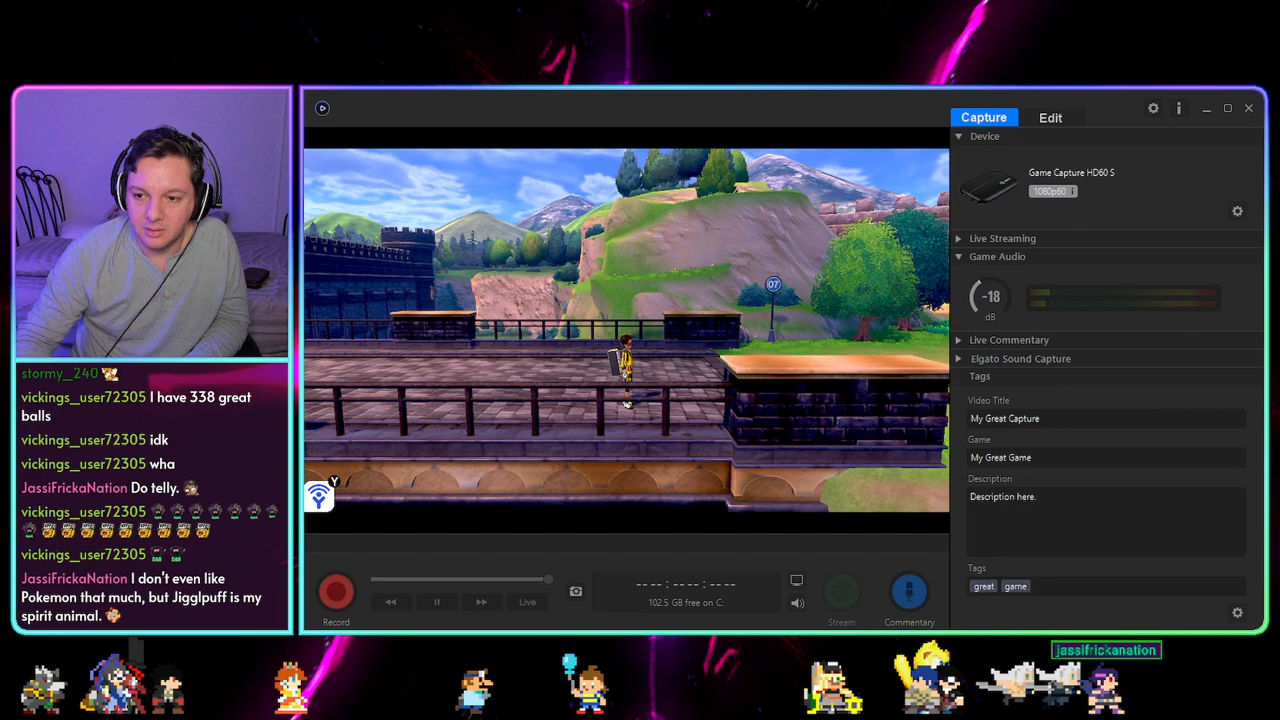 stormy_240
vickings_user72305 I have 338 great
balls
vickings_user72305 idk
vickings_user72305 wha
JassiFrickaNation Do telly.
vickings_user72305
vickings_user72305
JassiFrickaNation I don't even like
Pokemon that much, but Jigglpuff is my
spirit animal.
07
Y
Record
Live
-- -- : -- -- : -- --
102.5 GB free on C:
Stream
Commentary
Capture
Edit
Device
Game Capture HD60 S
1080p60 i
Live Streaming
Game Audio
-18
dB
Live Commentary
Elgato Sound Capture
Tags
Video Title
My Great Capture
Game
My Great Game
Description
Description here.
Tags
great game
jassifrickanation